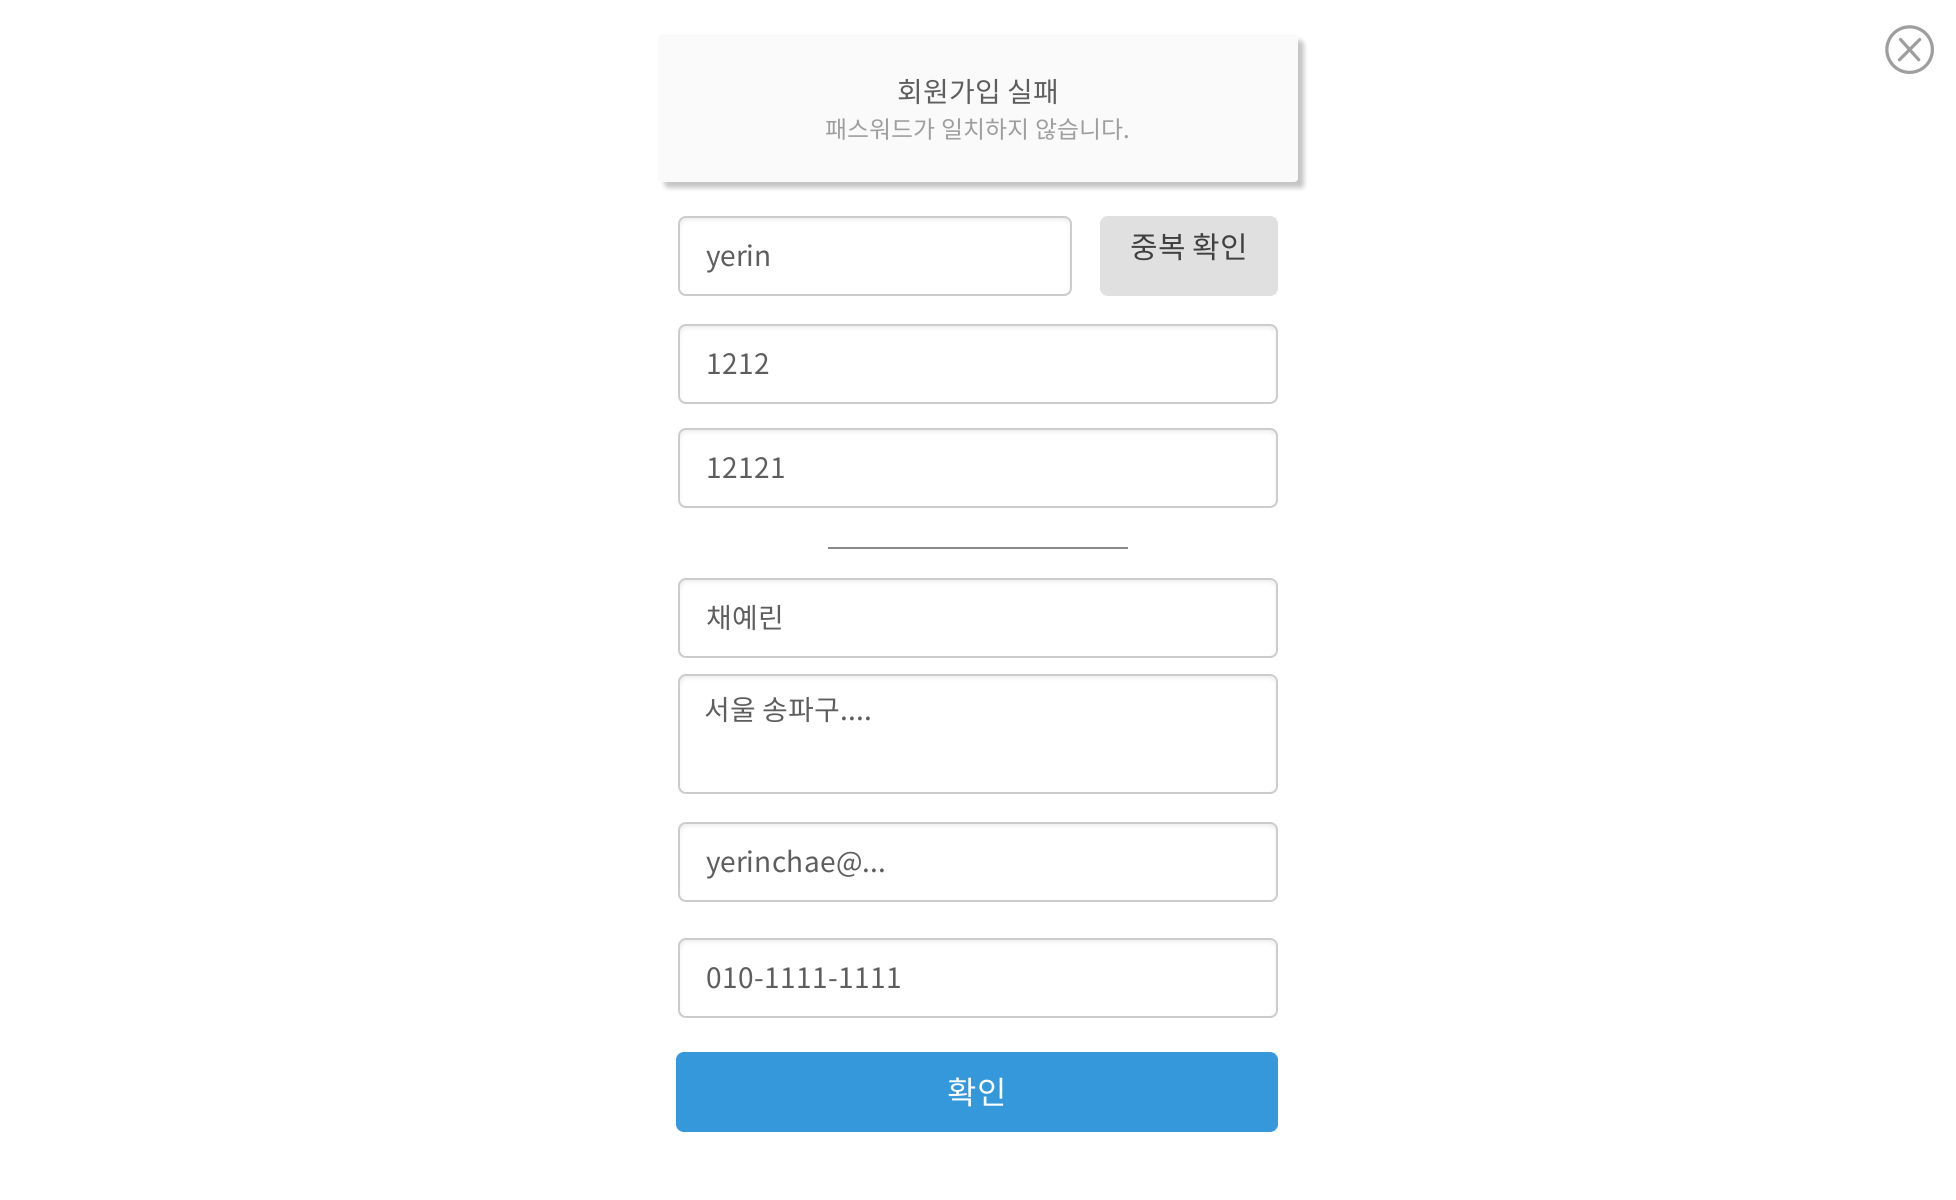 회원가입 실패
패스워드가 일치하지 않습니다.
yerin
중복 확인
1212
12121
채예린
서울 송파구....
yerinchae@...
010-1111-1111
확인